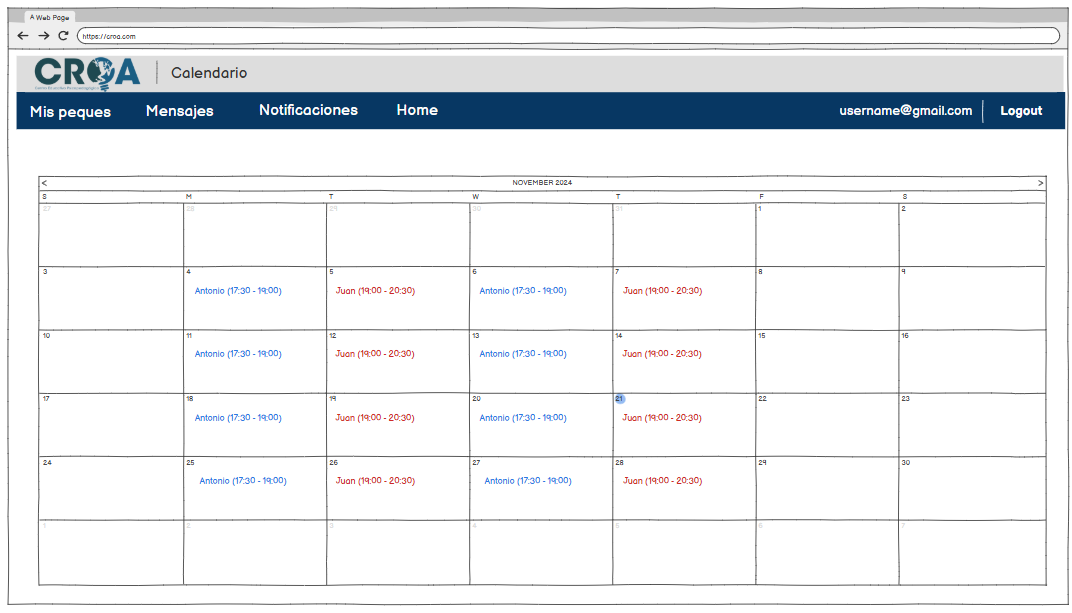 A Web Page
https://croa.com
CROA
Calendario
Mis peques Mensajes Notificaciones Home username@gmail.com Logout
< NOVEMBER 2024 >
S M T W T F S
27 28 29 30 31 1 2
3 4 5 6 7 8 9
Antonio (17:30 - 19:00) Juan (19:00 - 20:30) Antonio (17:30 - 19:00) Juan (19:00 - 20:30)
10 11 12 13 14 15 16
Antonio (17:30 - 19:00) Juan (19:00 - 20:30) Antonio (17:30 - 19:00) Juan (19:00 - 20:30)
17 18 19 20 21 22 23
Antonio (17:30 - 19:00) Juan (19:00 - 20:30) Antonio (17:30 - 19:00) Juan (19:00 - 20:30)
24 25 26 27 28 29 30
Antonio (17:30 - 19:00) Juan (19:00 - 20:30) Antonio (17:30 - 19:00) Juan (19:00 - 20:30)
1 2 3 4 5 6 7